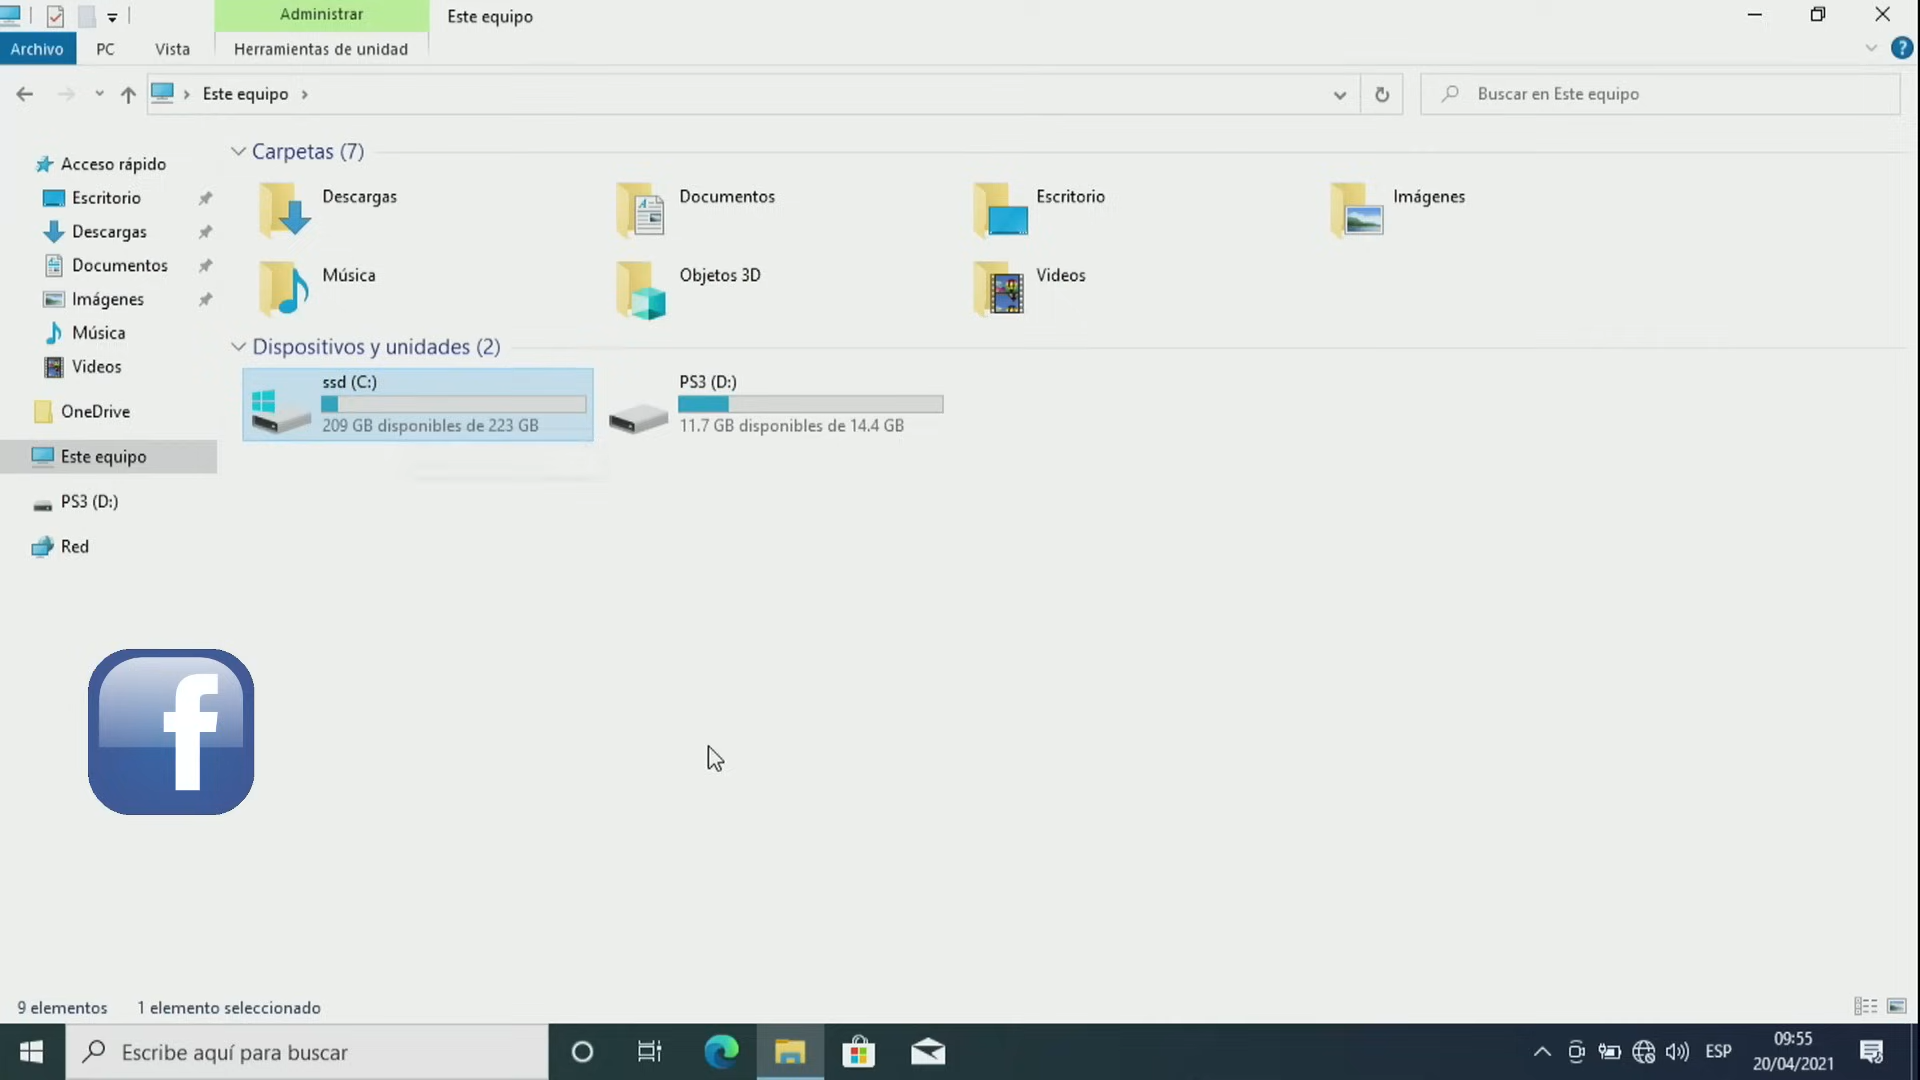 Administrar
Este equipo
Archivo
PC
Vista
Herramientas de unidad
?
Este equipo
Buscar en Este equipo
Acceso rápido
Escritorio
Descargas
Documentos
Imágenes
Música
Videos
OneDrive
Este equipo
PS3 (D:)
Red
Carpetas (7)
Descargas
Documentos
Escritorio
Imágenes
Música
Objetos 3D
Videos
Dispositivos y unidades (2)
ssd (C:)
209 GB disponibles de 223 GB
PS3 (D:)
11.7 GB disponibles de 14.4 GB
f
9 elementos
1 elemento seleccionado
Escribe aquí para buscar
ESP
09:55
20/04/2021